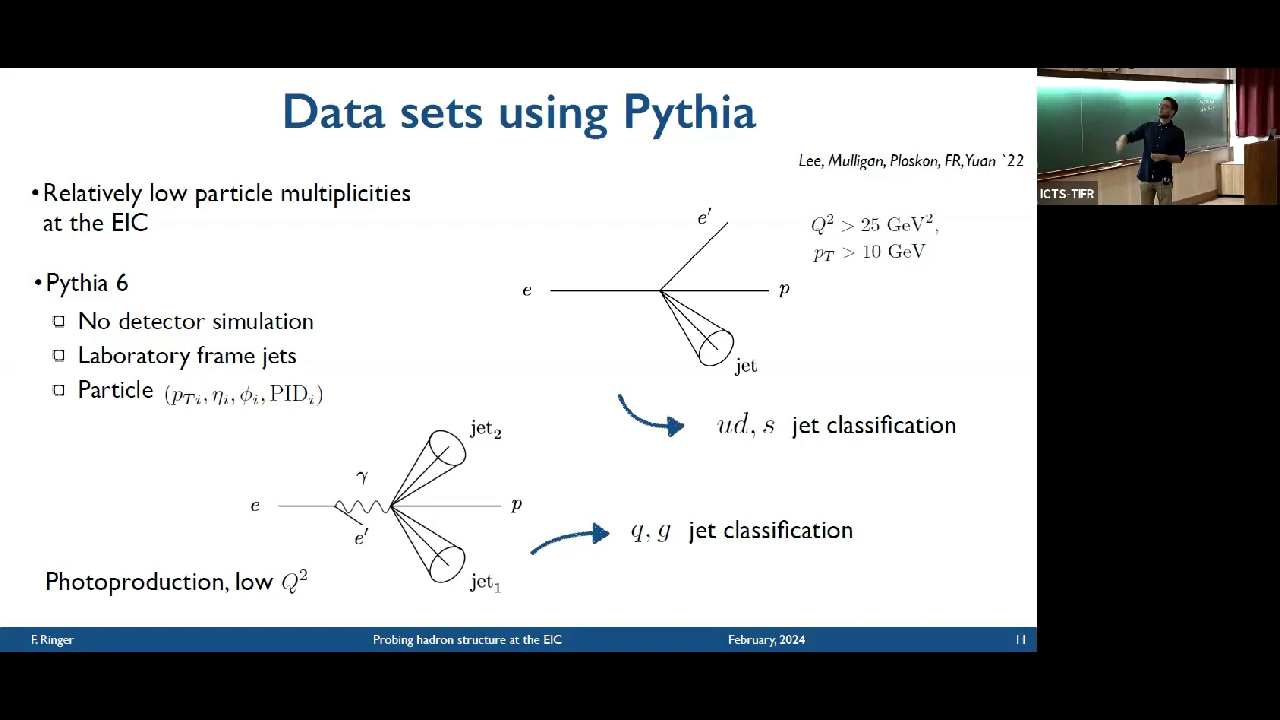 Data sets using Pythia
Lee, Mulligan, Ploskon, FR,Yuan `22
•Relatively low particle multiplicities
at the EIC
•Pythia 6
No detector simulation
Laboratory frame jets
Particle (p_{Ti}, η_i, ϕ_i, PID_i)
e
e′
p
jet
Q² > 25 GeV²,
p_T > 10 GeV
ud, s jet classification
e
γ
e′
p
jet₂
jet₁
q, g jet classification
Photoproduction, low Q²
F. Ringer
Probing hadron structure at the EIC
February, 2024
11
ICTS-TIFR